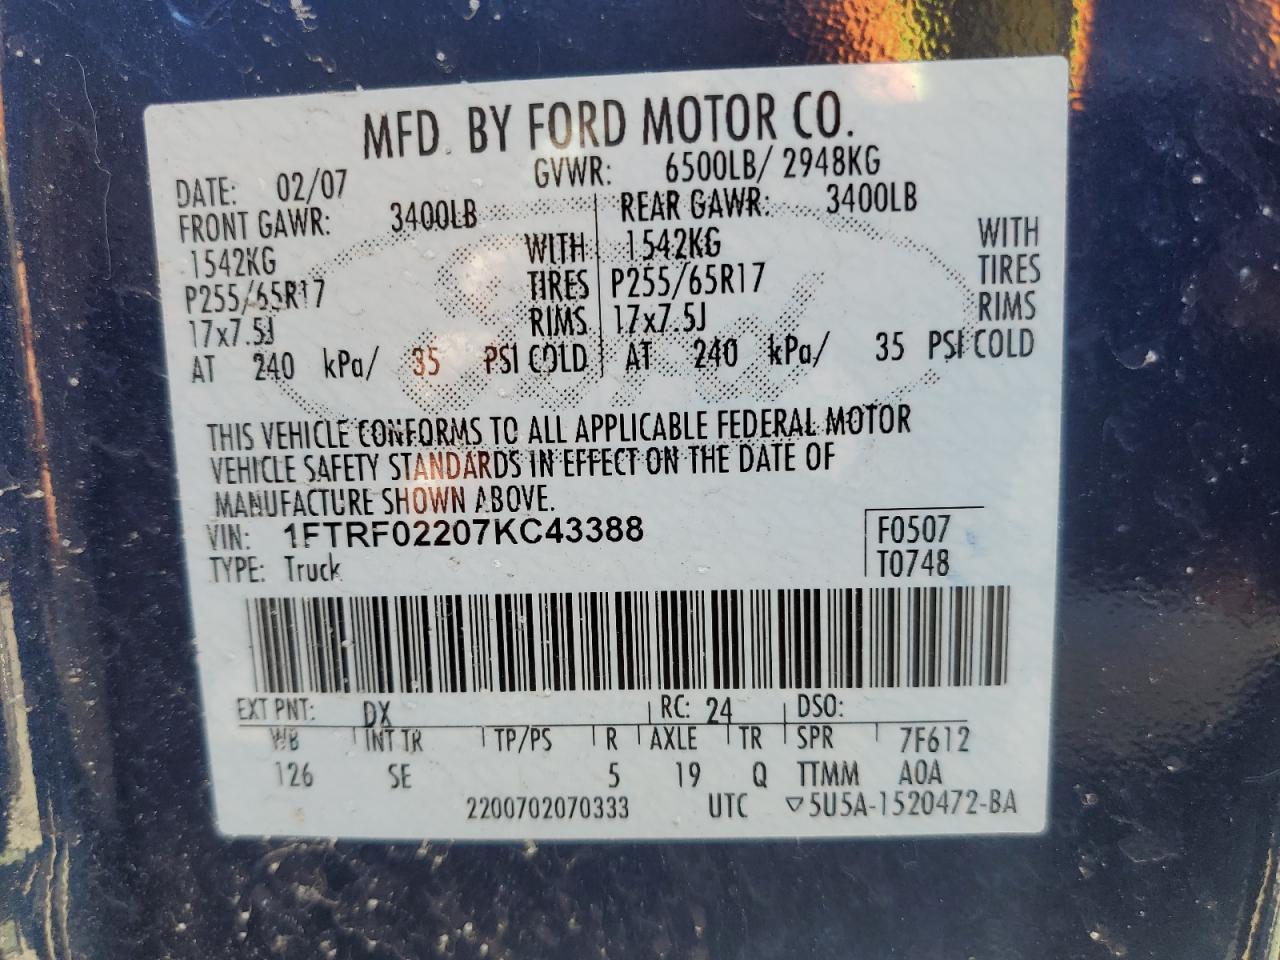 MFD. BY FORD MOTOR CO.
DATE: 02/07 GVWR: 6500LB/ 2948KG
FRONT GAWR: 3400LB REAR GAWR: 3400LB
1542KG WITH 1542KG WITH
P255/65R17 TIRES P255/65R17 TIRES
17x7.5J RIMS 17x7.5J RIMS
AT 240 kPa/ 35 PSI COLD AT 240 kPa/ 35 PSI COLD
THIS VEHICLE CONFORMS TO ALL APPLICABLE FEDERAL MOTOR
VEHICLE SAFETY STANDARDS IN EFFECT ON THE DATE OF
MANUFACTURE SHOWN ABOVE.
VIN: 1FTRF02207KC43388 F0507
TYPE: Truck T0748
EXT PNT: DX RC: 24 DSO:
WB INT TR TP/PS R AXLE TR SPR 7F612
126 SE 5 19 Q TTMM A0A
2200702070333 UTC ▽5U5A-1520472-BA